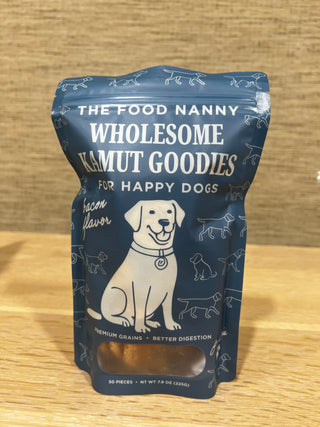 THE FOOD NANNY
WHOLESOME
KAMUT GOODIES
FOR HAPPY DOGS
bacon
flavor
PREMIUM GRAINS • BETTER DIGESTION
30 PIECES • NT WT 7.9 OZ (225G)